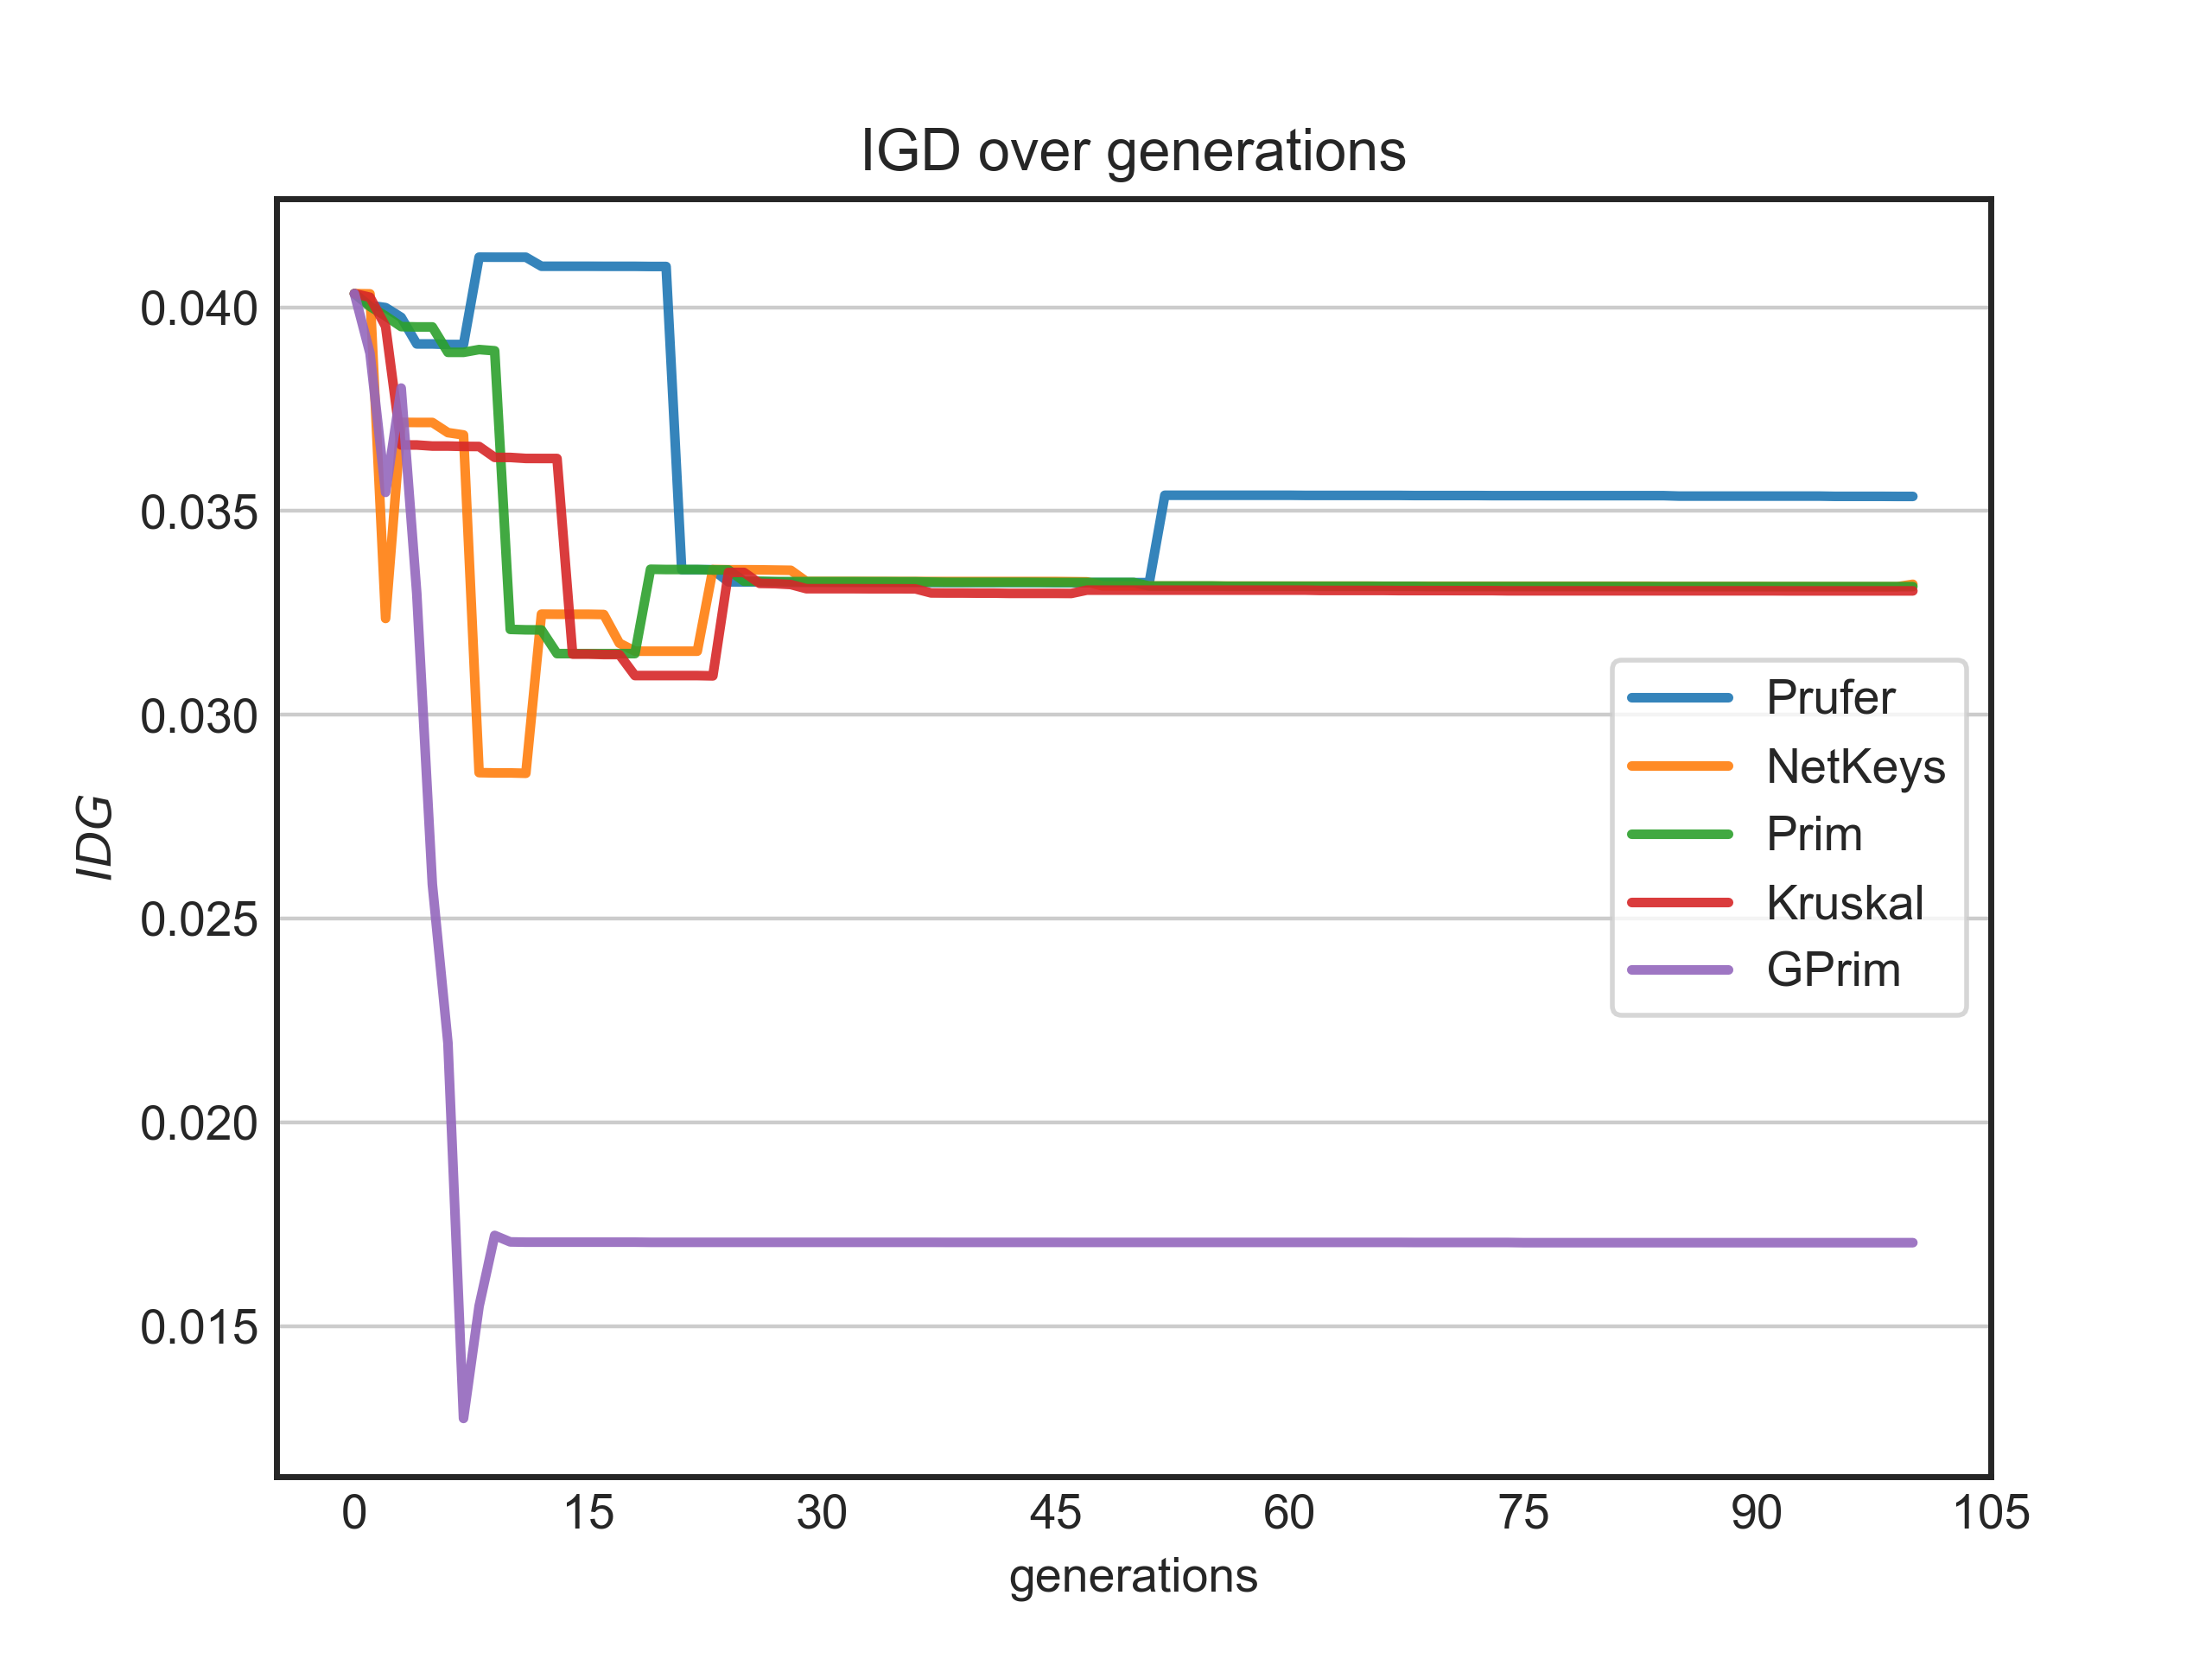 IGD over generations
0.040
0.035
0.030
0.025
0.020
0.015
IDG
0 15 30 45 60 75 90 105
generations
Prufer
NetKeys
Prim
Kruskal
GPrim